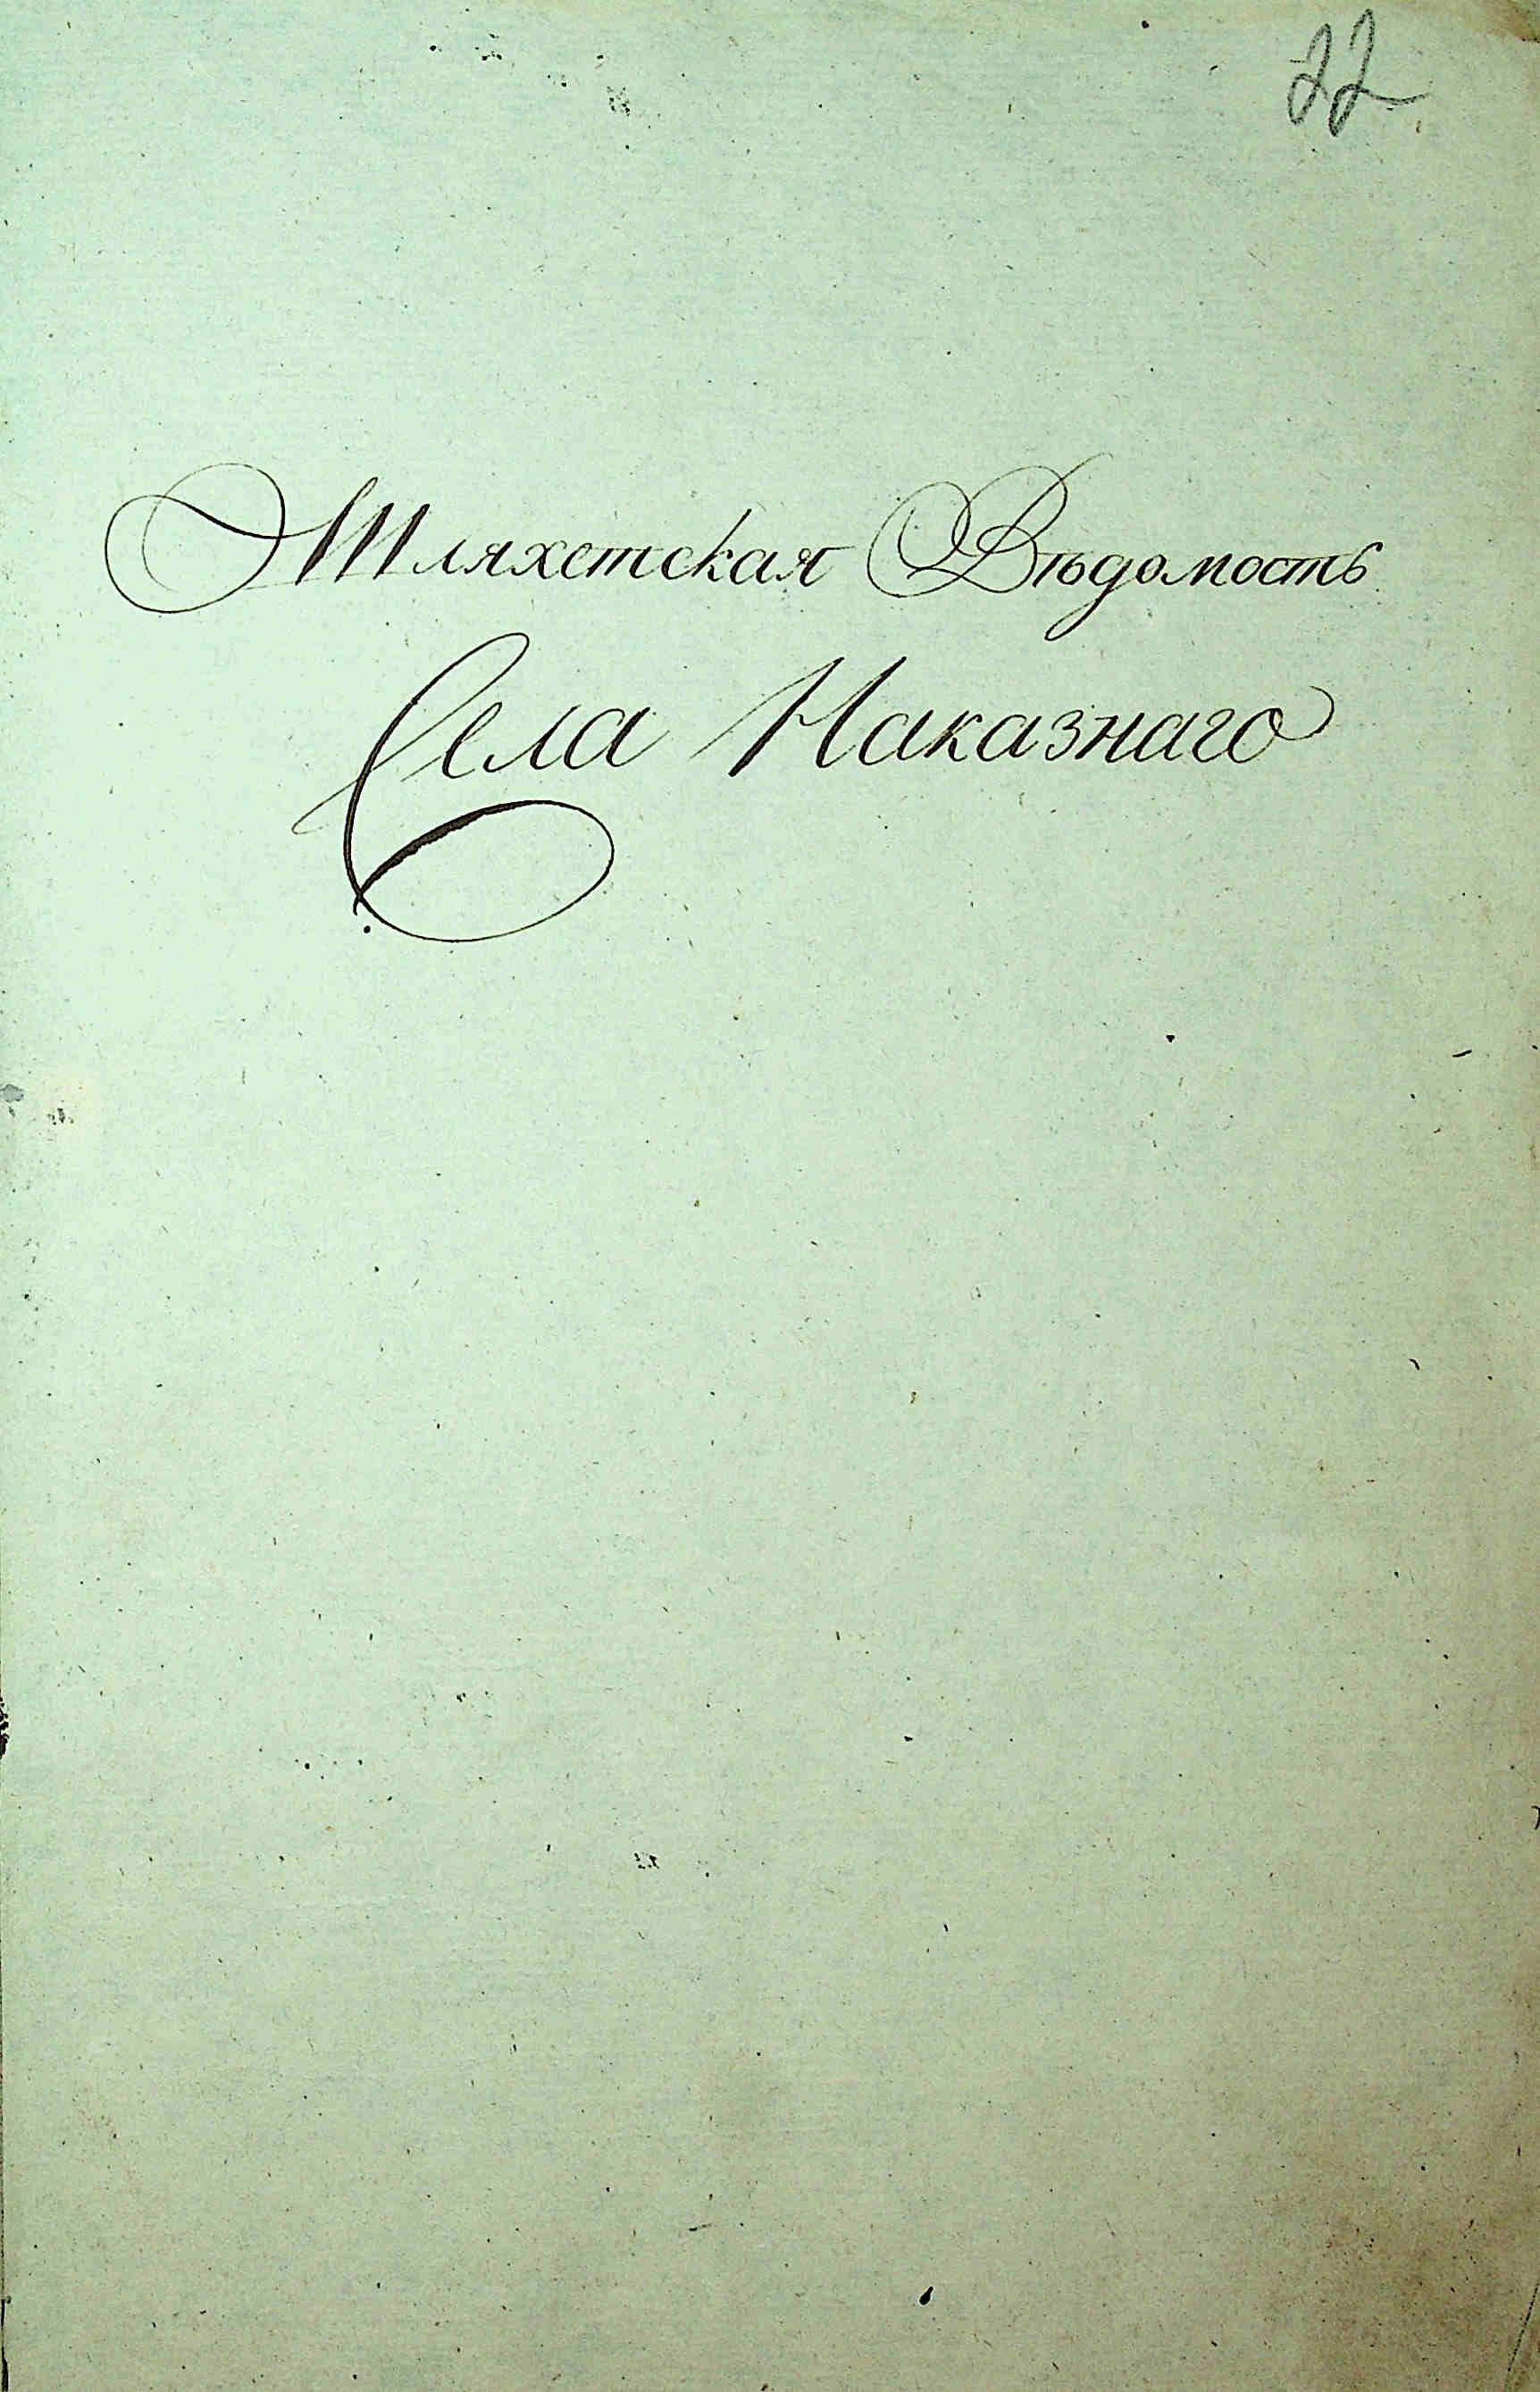 22
Шляхетская Вѣдомость
Села Наказнаго